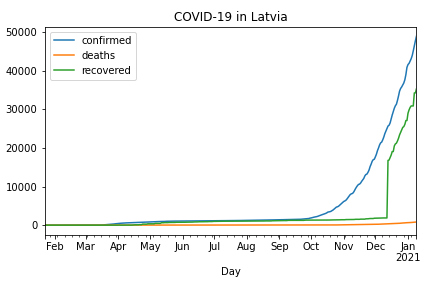 COVID-19 in Latvia
confirmed
deaths
recovered
50000
40000
30000
20000
10000
0
Feb Mar Apr May Jun Jul Aug Sep Oct Nov Dec Jan
2021
Day